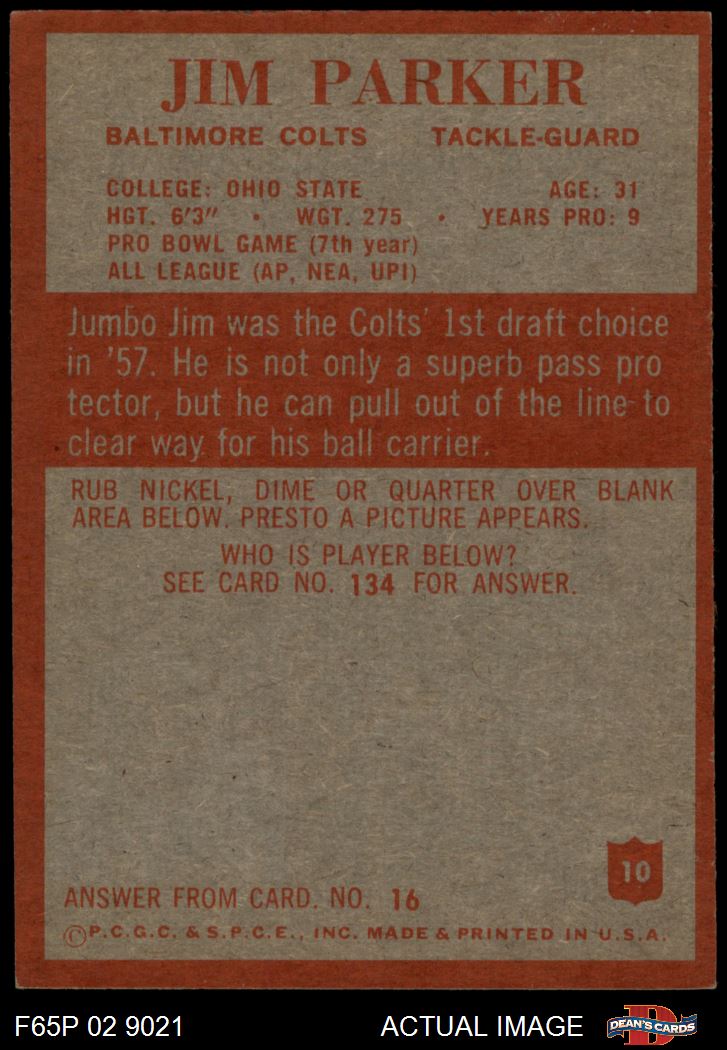 JIM PARKER
BALTIMORE COLTS TACKLE-GUARD
COLLEGE: OHIO STATE AGE: 31
HGT. 6'3" • WGT. 275 • YEARS PRO: 9
PRO BOWL GAME (7th year)
ALL LEAGUE (AP, NEA, UPI)
Jumbo Jim was the Colts' 1st draft choice
in '57. He is not only a superb pass pro
tector, but he can pull out of the line to
clear way for his ball carrier.
RUB NICKEL, DIME OR QUARTER OVER BLANK
AREA BELOW. PRESTO A PICTURE APPEARS.
WHO IS PLAYER BELOW?
SEE CARD NO. 134 FOR ANSWER.
10
ANSWER FROM CARD. NO. 16
©P.C.G.C. & S.P.C.E., INC. MADE & PRINTED IN U.S.A.
F65P 02 9021 ACTUAL IMAGE D DEAN'S CARDS